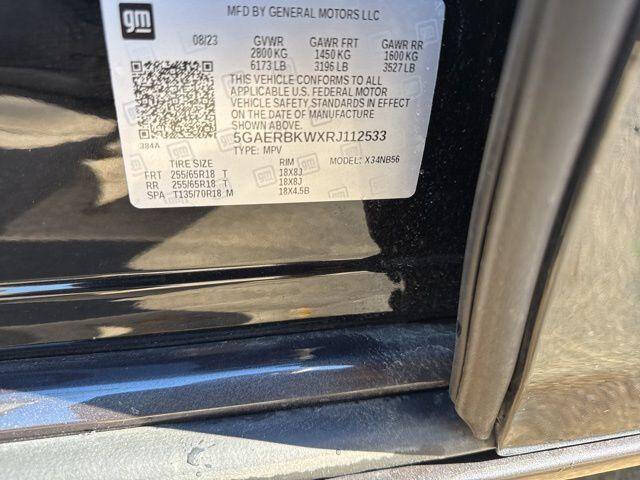 gm
MFD BY GENERAL MOTORS LLC
08/23 GVWR GAWR FRT GAWR RR
2800 KG 1450 KG 1600 KG
6173 LB 3196 LB 3527 LB
THIS VEHICLE CONFORMS TO ALL
APPLICABLE U.S. FEDERAL MOTOR
VEHICLE SAFETY STANDARDS IN EFFECT
ON THE DATE OF MANUFACTURE
SHOWN ABOVE.
384A
5GAERBKWXRJ112533
TYPE: MPV
MODEL: X34NB56
TIRE SIZE RIM
FRT 255/65R18 T 18X8J
RR 255/65R18 T 18X8J
SPA T135/70R18 M 18X4.5B